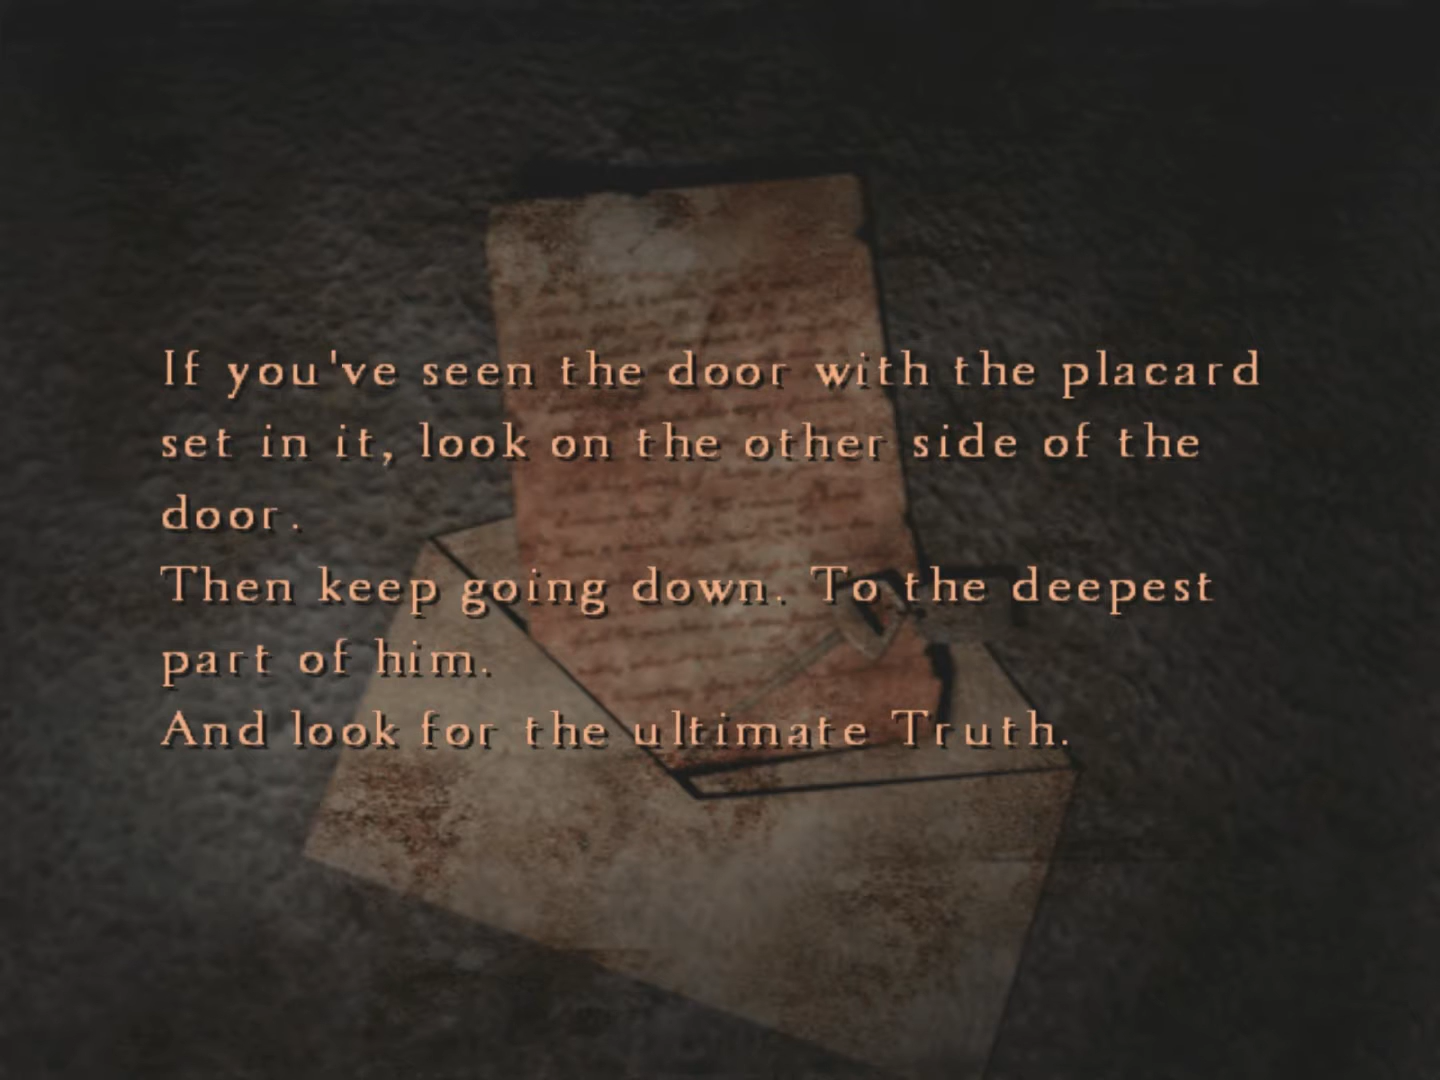 If you've seen the door with the placard
set in it, look on the other side of the
door.
Then keep going down. To the deepest
part of him.
And look for the ultimate Truth.